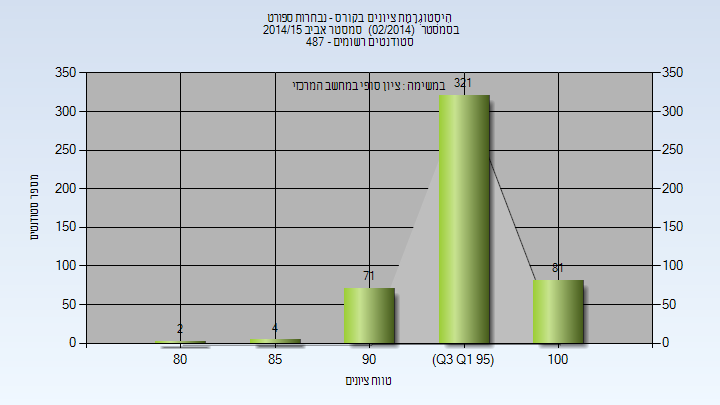 היסטוגרמת ציונים בקורס - נבחרות ספורט
בסמסטר (02/2014) סמסטר אביב 2014/15
סטודנטים רשומים - 487
במשימה : ציון סופי במחשב המרכזי
350 350
300 300
250 250
200 200
150 150
100 100
50 50
0 0
מספר סטודנטים
2
4
71
321
81
80 85 90 (Q3 Q1 95) 100
טווח ציונים